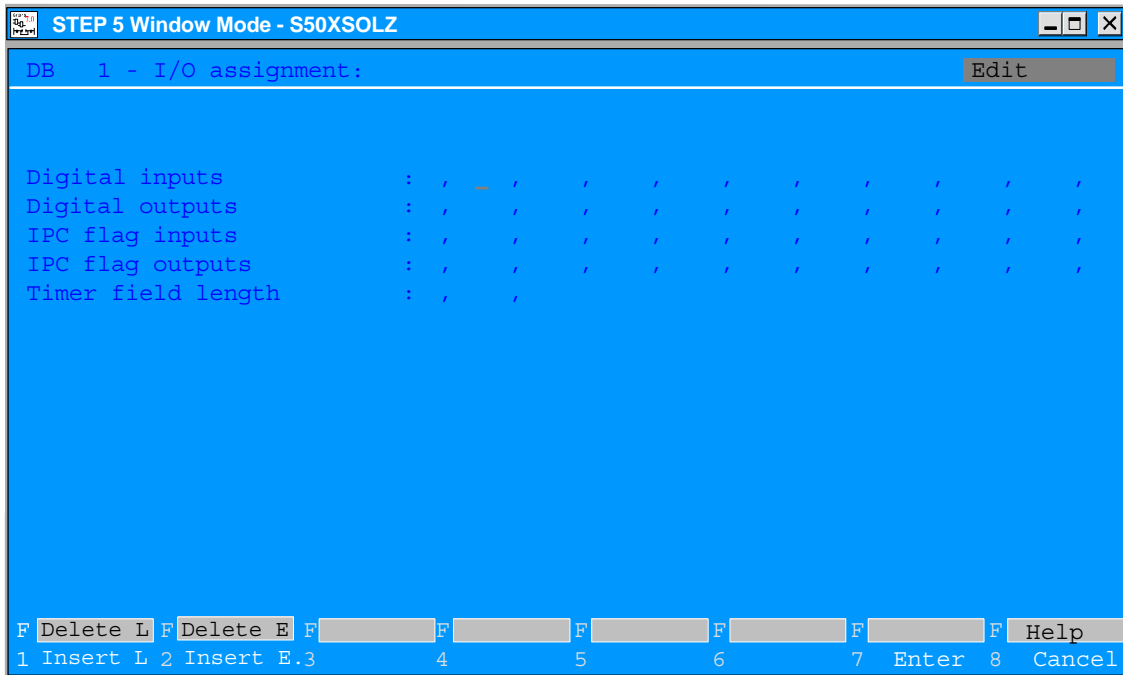 STEP 5 Window Mode - S50XSOLZ
DB 1 - I/O assignment: Edit
Digital inputs : , _ , , , , , , , , ,
Digital outputs : , , , , , , , , , ,
IPC flag inputs : , , , , , , , , , ,
IPC flag outputs : , , , , , , , , , ,
Timer field length : , ,
F Delete L F Delete E F F F F F F Help
1 Insert L 2 Insert E.3 4 5 6 7 Enter 8 Cancel